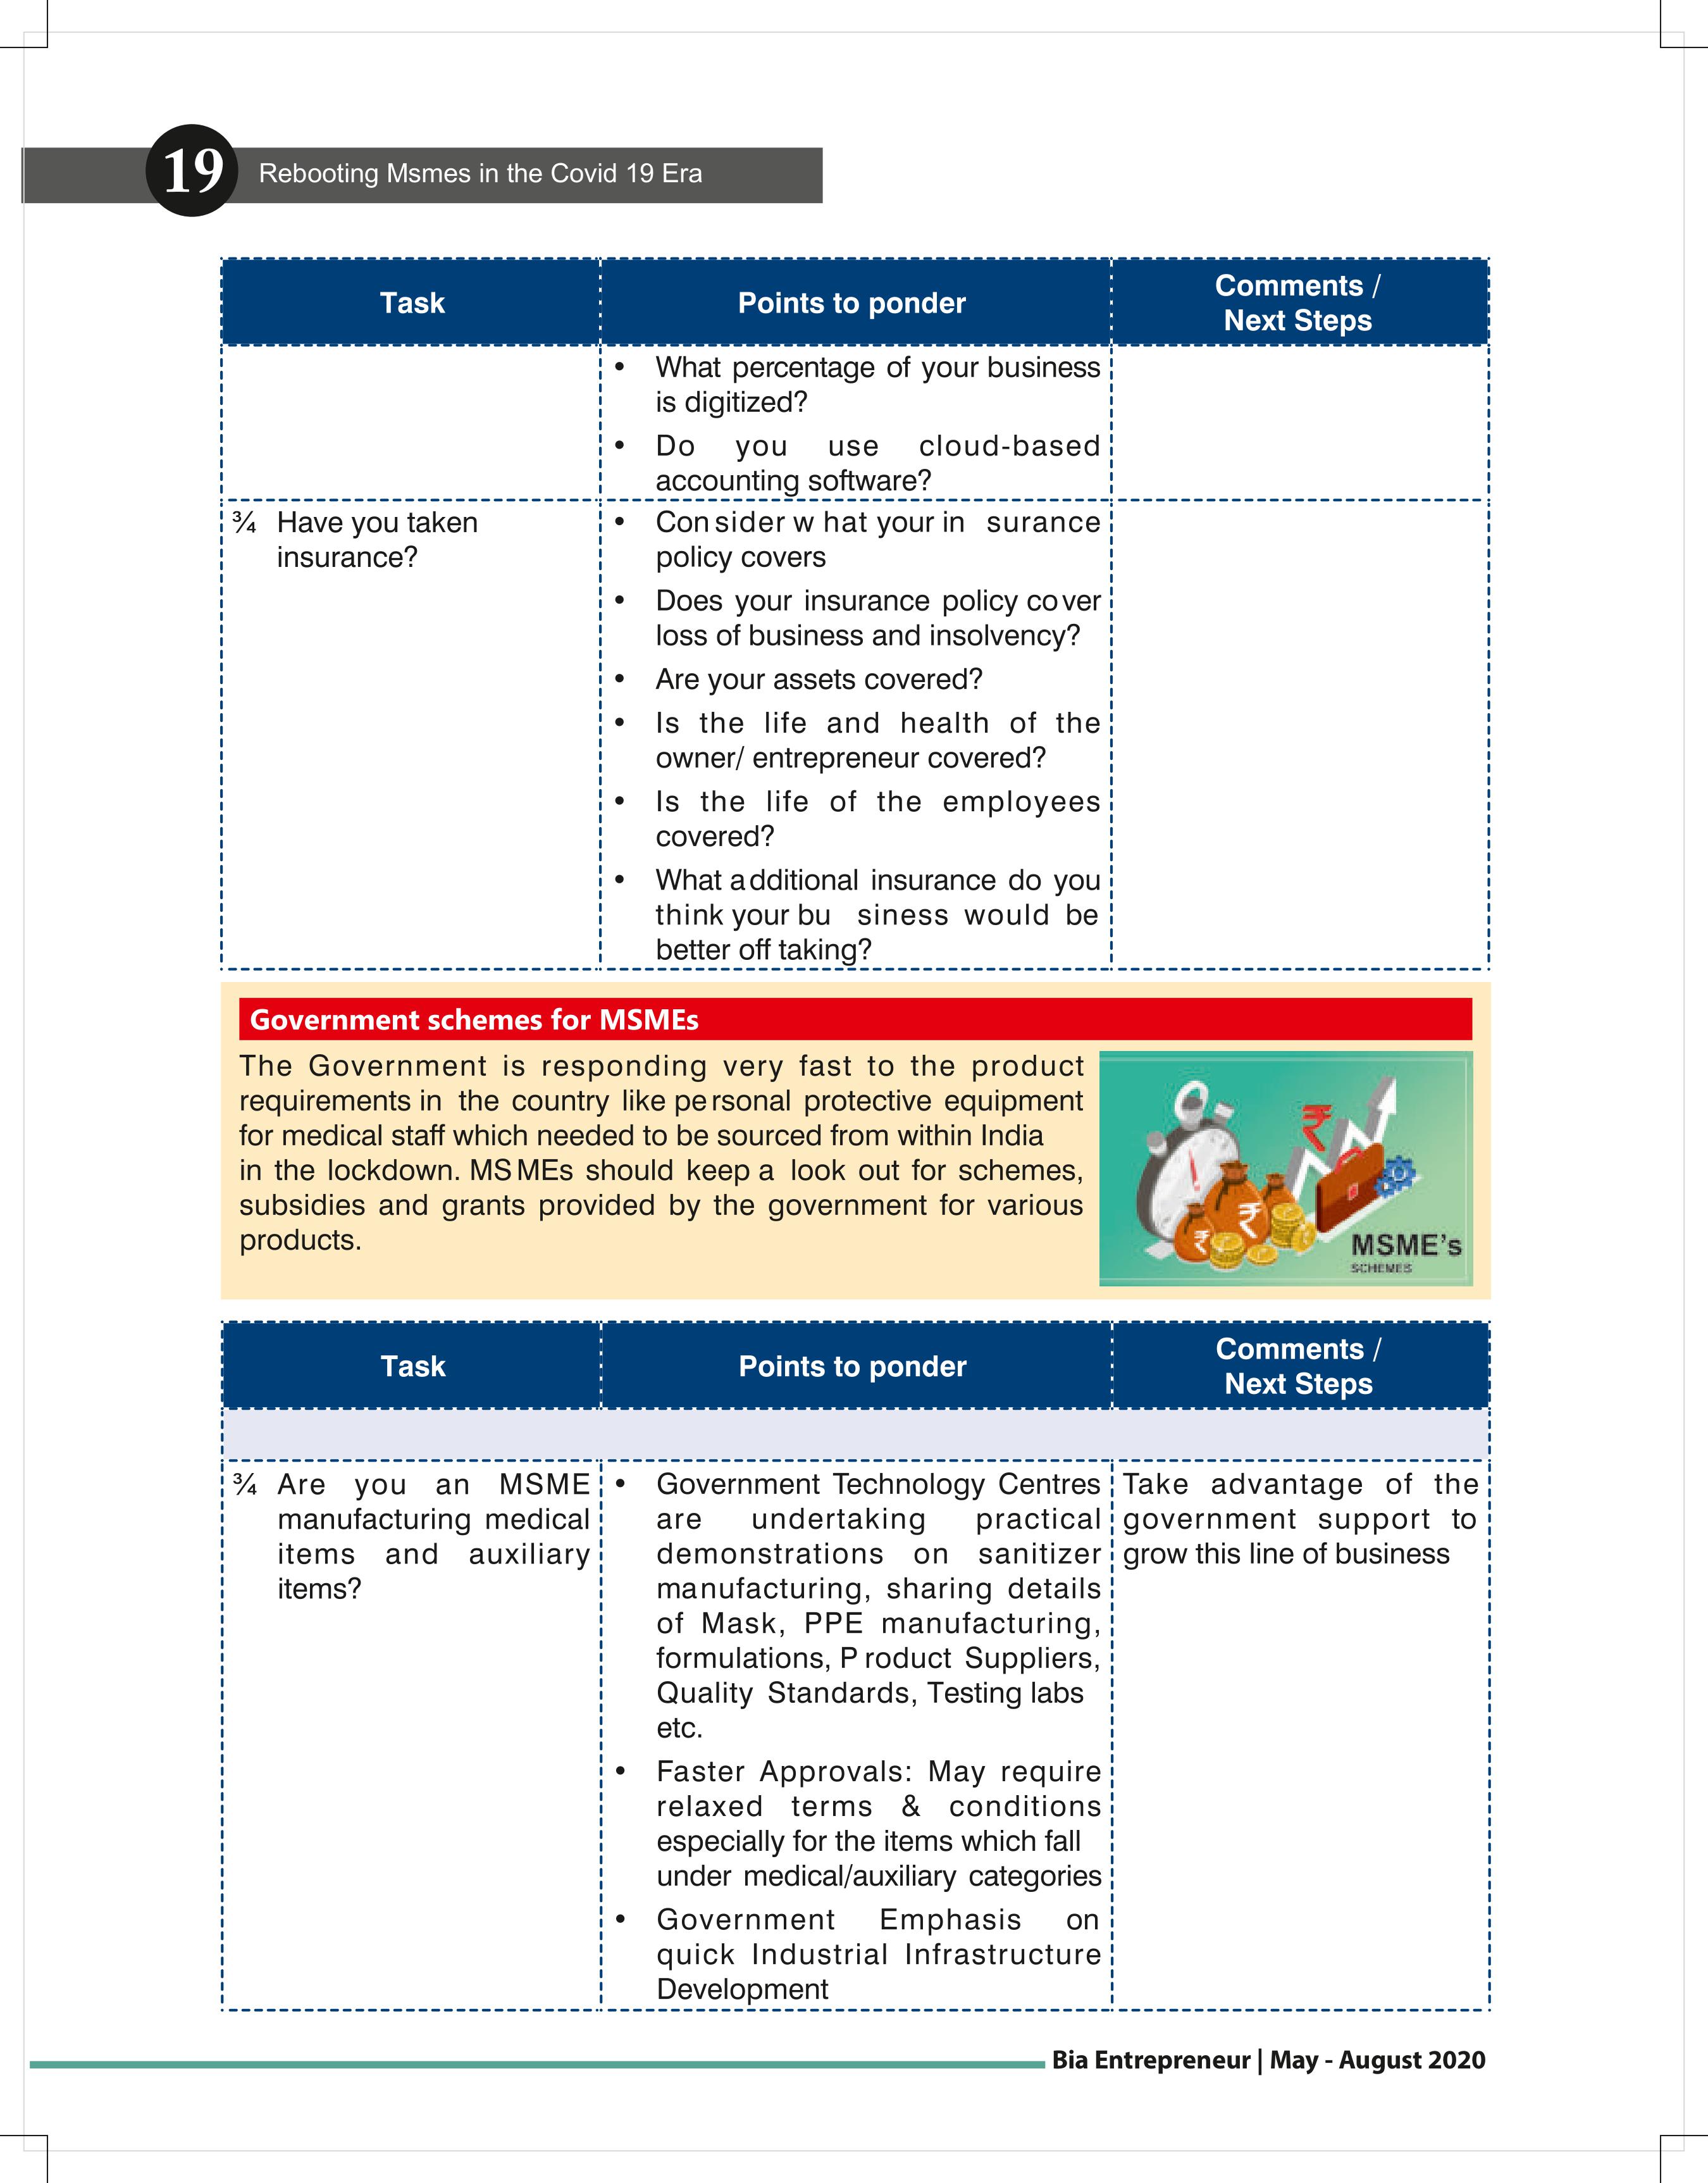 19
Rebooting Msmes in the Covid 19 Era
Task
Points to ponder
Comments /
Next Steps
• What percentage of your business
is digitized?
• Do you use cloud-based
accounting software?
¾ Have you taken
insurance?
• Con sider w hat your in surance
policy covers
• Does your insurance policy co ver
loss of business and insolvency?
• Are your assets covered?
• Is the life and health of the
owner/ entrepreneur covered?
• Is the life of the employees
covered?
• What a dditional insurance do you
think your bu siness would be
better off taking?
Government schemes for MSMEs
The Government is responding very fast to the product
requirements in the country like pe rsonal protective equipment
for medical staff which needed to be sourced from within India
in the lockdown. MS MEs should keep a look out for schemes,
subsidies and grants provided by the government for various
products.
₹
₹
₹
MSME's
SCHEMES
Task
Points to ponder
Comments /
Next Steps
¾ Are you an MSME
manufacturing medical
items and auxiliary
items?
• Government Technology Centres
are undertaking practical
demonstrations on sanitizer
manufacturing, sharing details
of Mask, PPE manufacturing,
formulations, P roduct Suppliers,
Quality Standards, Testing labs
etc.
• Faster Approvals: May require
relaxed terms & conditions
especially for the items which fall
under medical/auxiliary categories
• Government Emphasis on
quick Industrial Infrastructure
Development
Take advantage of the
government support to
grow this line of business
Bia Entrepreneur | May - August 2020